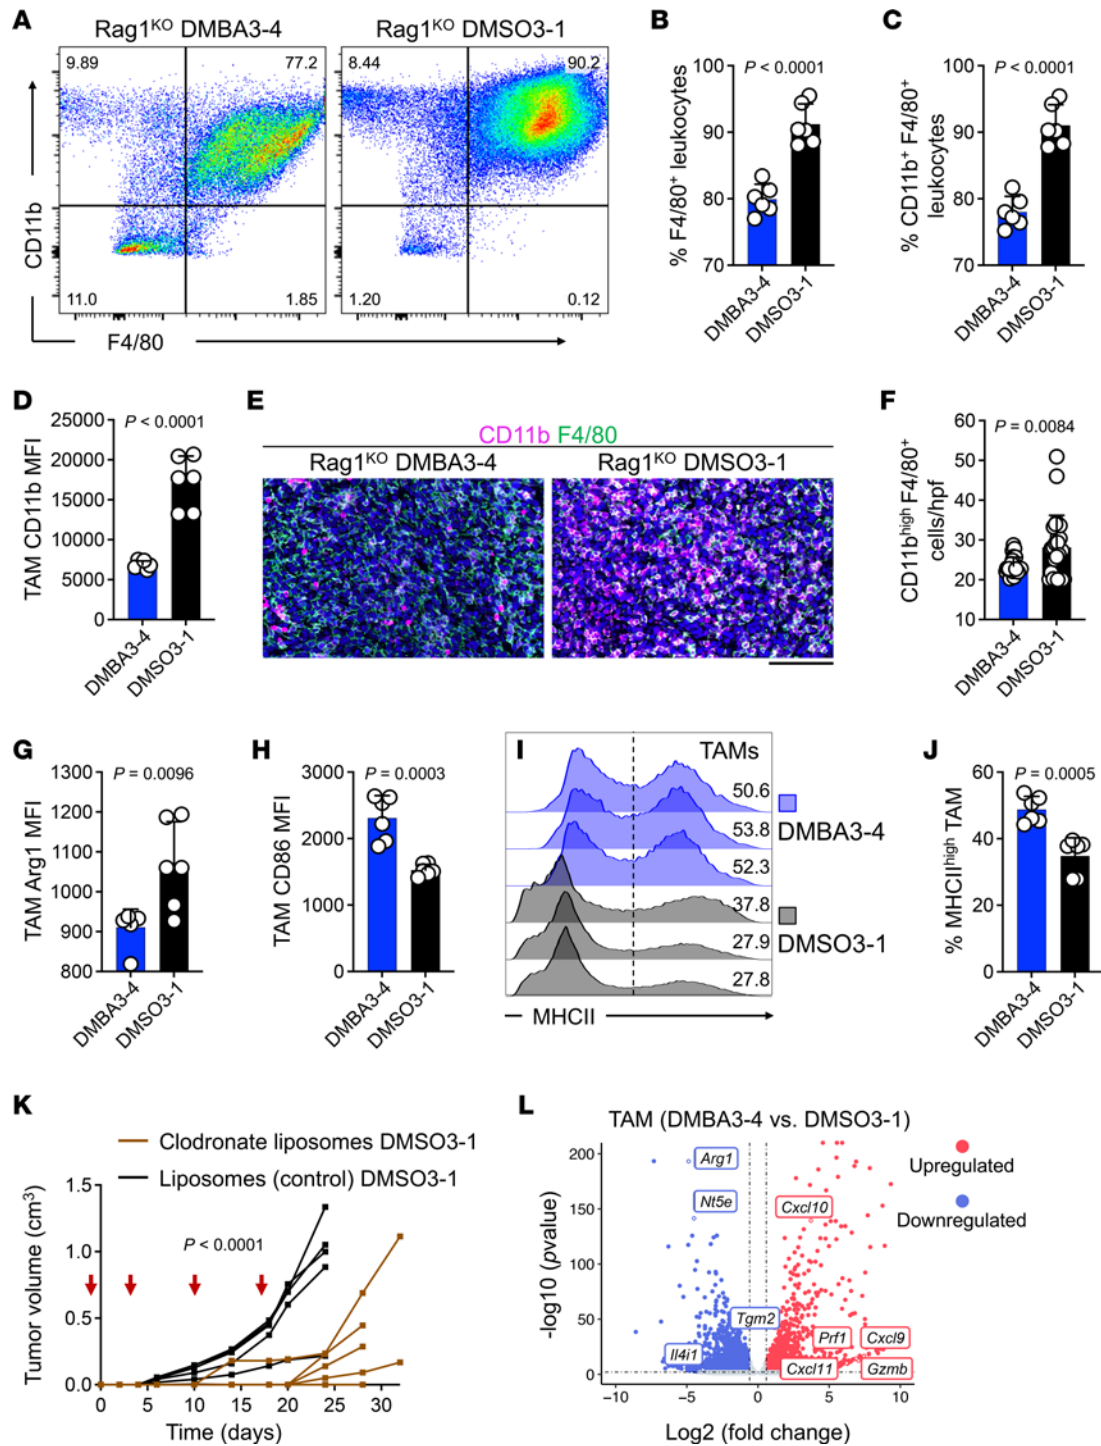 A
Rag1KO DMBA3-4
Rag1KO DMSO3-1
9.89
77.2
11.0
1.85
8.44
90.2
1.20
0.12
CD11b
F4/80
B
P < 0.0001
% F4/80+ leukocytes
100
90
80
70
DMBA3-4
DMSO3-1
C
P < 0.0001
% CD11b+ F4/80+
leukocytes
100
90
80
70
DMBA3-4
DMSO3-1
D
P < 0.0001
TAM CD11b MFI
25000
20000
15000
10000
5000
0
DMBA3-4
DMSO3-1
E
CD11b F4/80
Rag1KO DMBA3-4
Rag1KO DMSO3-1
F
P = 0.0084
CD11bhigh F4/80+
cells/hpf
60
50
40
30
20
10
DMBA3-4
DMSO3-1
G
P = 0.0096
TAM Arg1 MFI
1300
1200
1100
1000
900
800
DMBA3-4
DMSO3-1
H
P = 0.0003
TAM CD86 MFI
3000
2000
1000
0
DMBA3-4
DMSO3-1
I
TAMs
50.6
53.8
52.3
37.8
27.9
27.8
DMBA3-4
DMSO3-1
MHCII
J
P = 0.0005
% MHCIIhigh TAM
60
40
20
0
DMBA3-4
DMSO3-1
K
Clodronate liposomes DMSO3-1
Liposomes (control) DMSO3-1
P < 0.0001
Tumor volume (cm3)
1.5
1.0
0.5
0.0
0
5
10
15
20
25
30
Time (days)
L
TAM (DMBA3-4 vs. DMSO3-1)
Upregulated
Downregulated
Arg1
Nt5e
Cxcl10
Tgm2
Il4i1
Prf1
Cxcl9
Cxcl11
Gzmb
-log10 (pvalue)
200
150
100
50
0
−10
−5
0
5
10
Log2 (fold change)